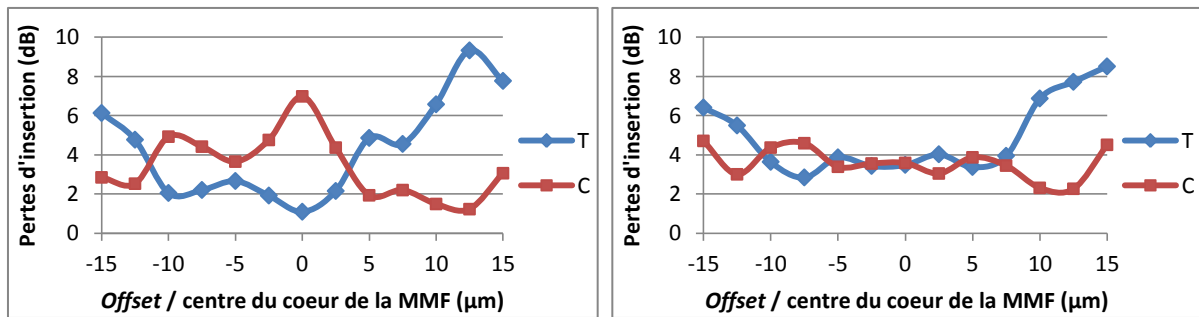 Pertes d'insertion (dB)
10
8
6
4
2
0
-15 -10 -5 0 5 10 15
Offset / centre du coeur de la MMF (µm)
T
C
Pertes d'insertion (dB)
10
8
6
4
2
0
-15 -10 -5 0 5 10 15
Offset / centre du coeur de la MMF (µm)
T
C